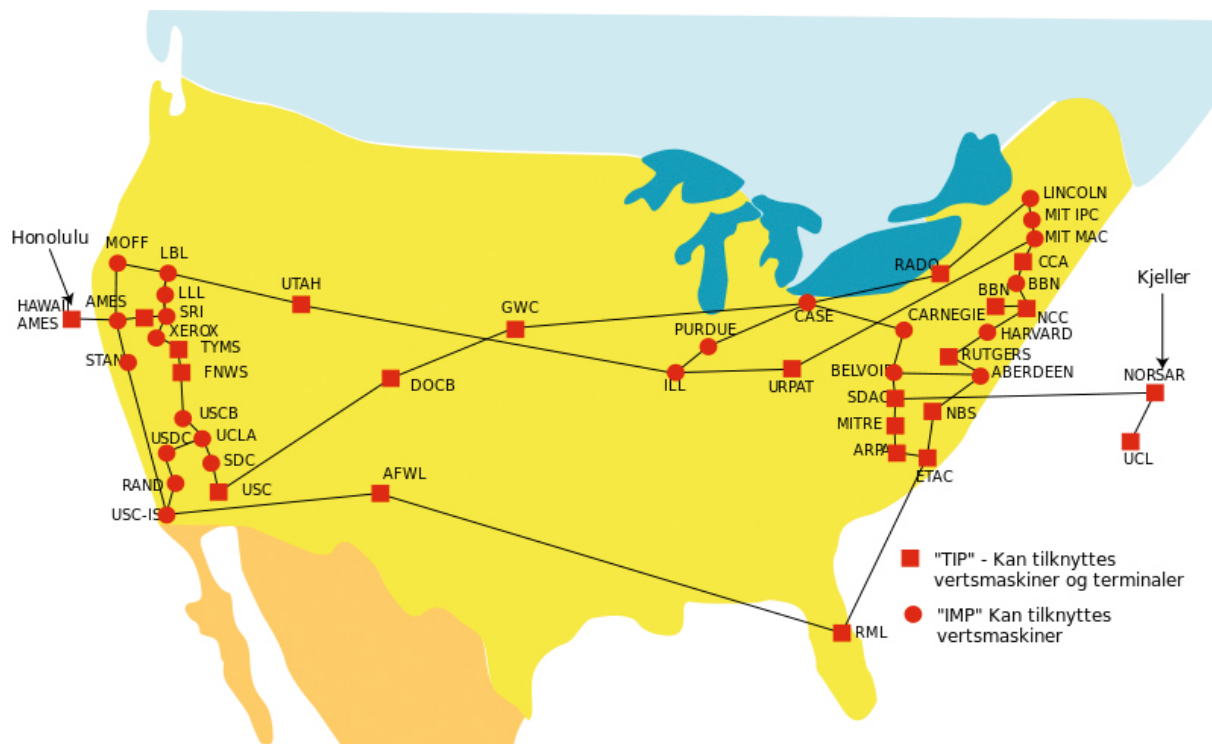 LINCOLN
MIT IPC
MIT MAC
Honolulu
MOFF
LBL
RADO
CCA
Kjeller
UTAH
BBN
BBN
LLL
HAWAII
AMES
AMES
SRI
GWC
CASE
CARNEGIE
NCC
XEROX
PURDUE
HARVARD
TYMS
RUTGERS
STAN
FNWS
DOCB
ILL
URPAT
BELVOIR
ABERDEEN
NORSAR
SDAC
USCB
MITRE
NBS
USDC
UCLA
ARPA
UCL
SDC
AFWL
ETAC
RAND
USC
USC-IS
"TIP" - Kan tilknyttes
vertsmaskiner og terminaler
"IMP" Kan tilknyttes
vertsmaskiner
RML